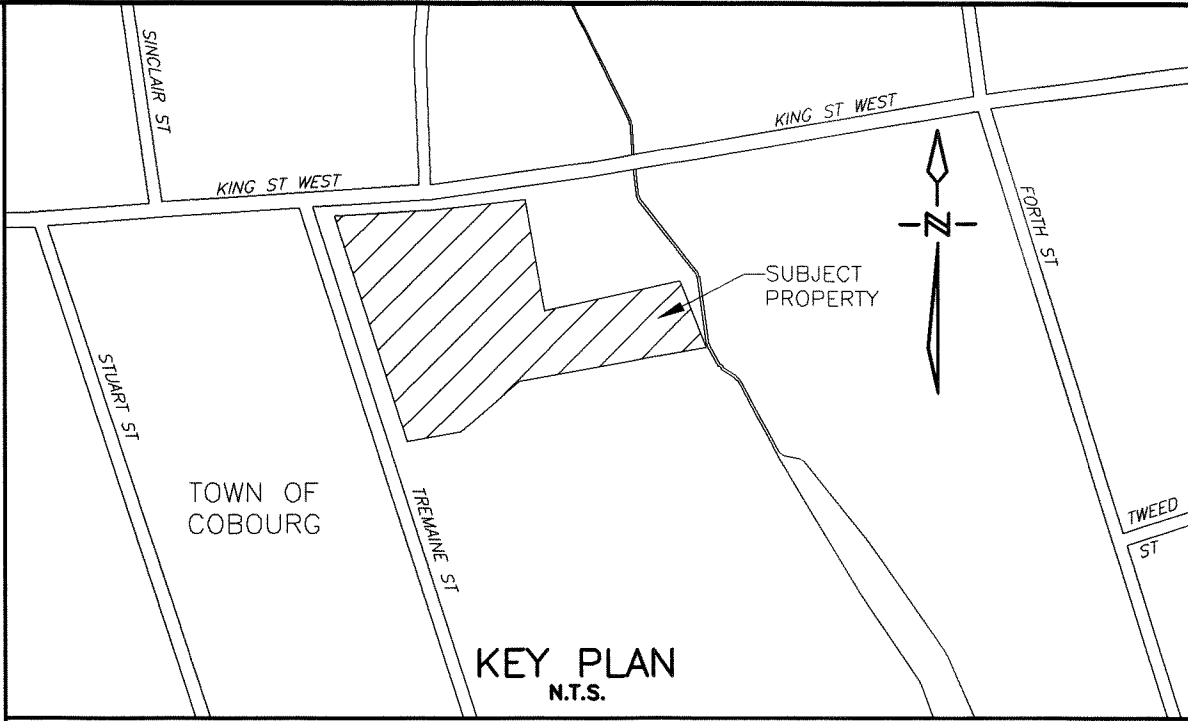 SINCLAIR ST
KING ST WEST
KING ST WEST
FORTH ST
N
SUBJECT
PROPERTY
STUART ST
TOWN OF
COBOURG
TREMAINE ST
TWEED
ST
KEY PLAN
N.T.S.